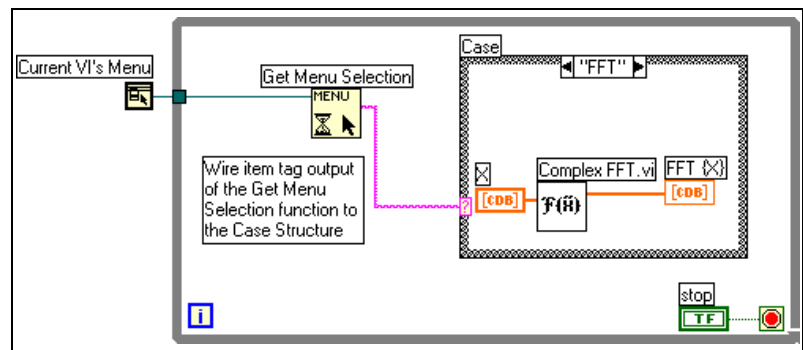 Current VI's Menu
Get Menu Selection
MENU
Wire item tag output
of the Get Menu
Selection function to
the Case Structure
Case
"FFT"
?
X
[CDB]
Complex FFT.vi
FFT {X}
[CDB]
i
stop
TF